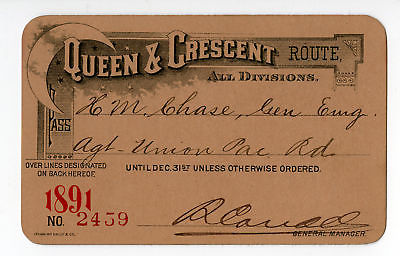 QUEEN & CRESCENT ROUTE,
ALL DIVISIONS.
PASS H. M. Chase, Gen Emg.
Agt. Union Pac Rd.
OVER LINES DESIGNATED
ON BACK HEREOF.
UNTIL DEC. 31ST UNLESS OTHERWISE ORDERED.
1891
NO. 2459
GENERAL MANAGER.